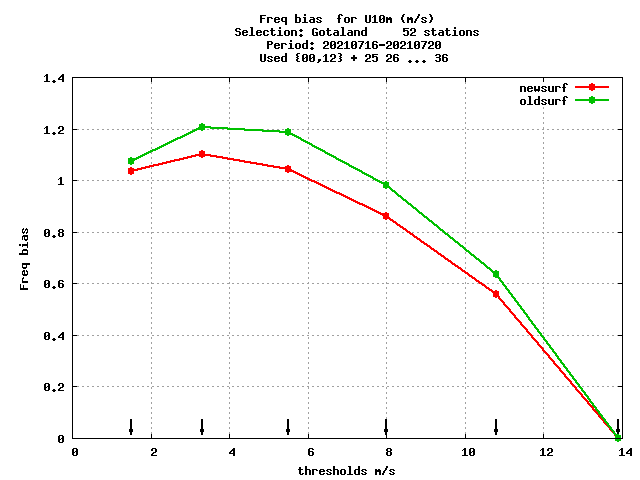 Freq bias  for U10m (m/s)
Selection: Gotaland     52 stations
Period: 20210716-20210720
Used {00,12} + 25 26 ... 36
newsurf
oldsurf
1.4
1.2
1
0.8
0.6
0.4
0.2
0
Freq bias
0 2 4 6 8 10 12 14
thresholds m/s